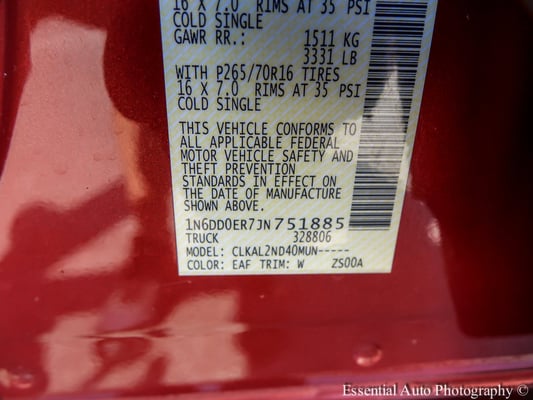 16 X 7.0 RIMS AT 35 PSI
COLD SINGLE
GAWR RR.: 1511 KG
3331 LB
WITH P265/70R16 TIRES
16 X 7.0 RIMS AT 35 PSI
COLD SINGLE
THIS VEHICLE CONFORMS TO
ALL APPLICABLE FEDERAL
MOTOR VEHICLE SAFETY AND
THEFT PREVENTION
STANDARDS IN EFFECT ON
THE DATE OF MANUFACTURE
SHOWN ABOVE.
1N6DD0ER7JN751885
TRUCK 328806
MODEL: CLKAL2ND40MUN-----
COLOR: EAF TRIM: W ZS00A
Essential Auto Photography ©